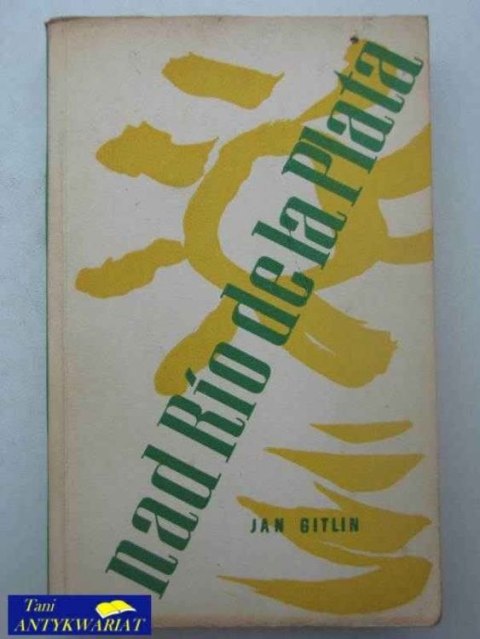 nad Río de la Plata
JAN GITLIN
Tani
ANTYKWARIAT